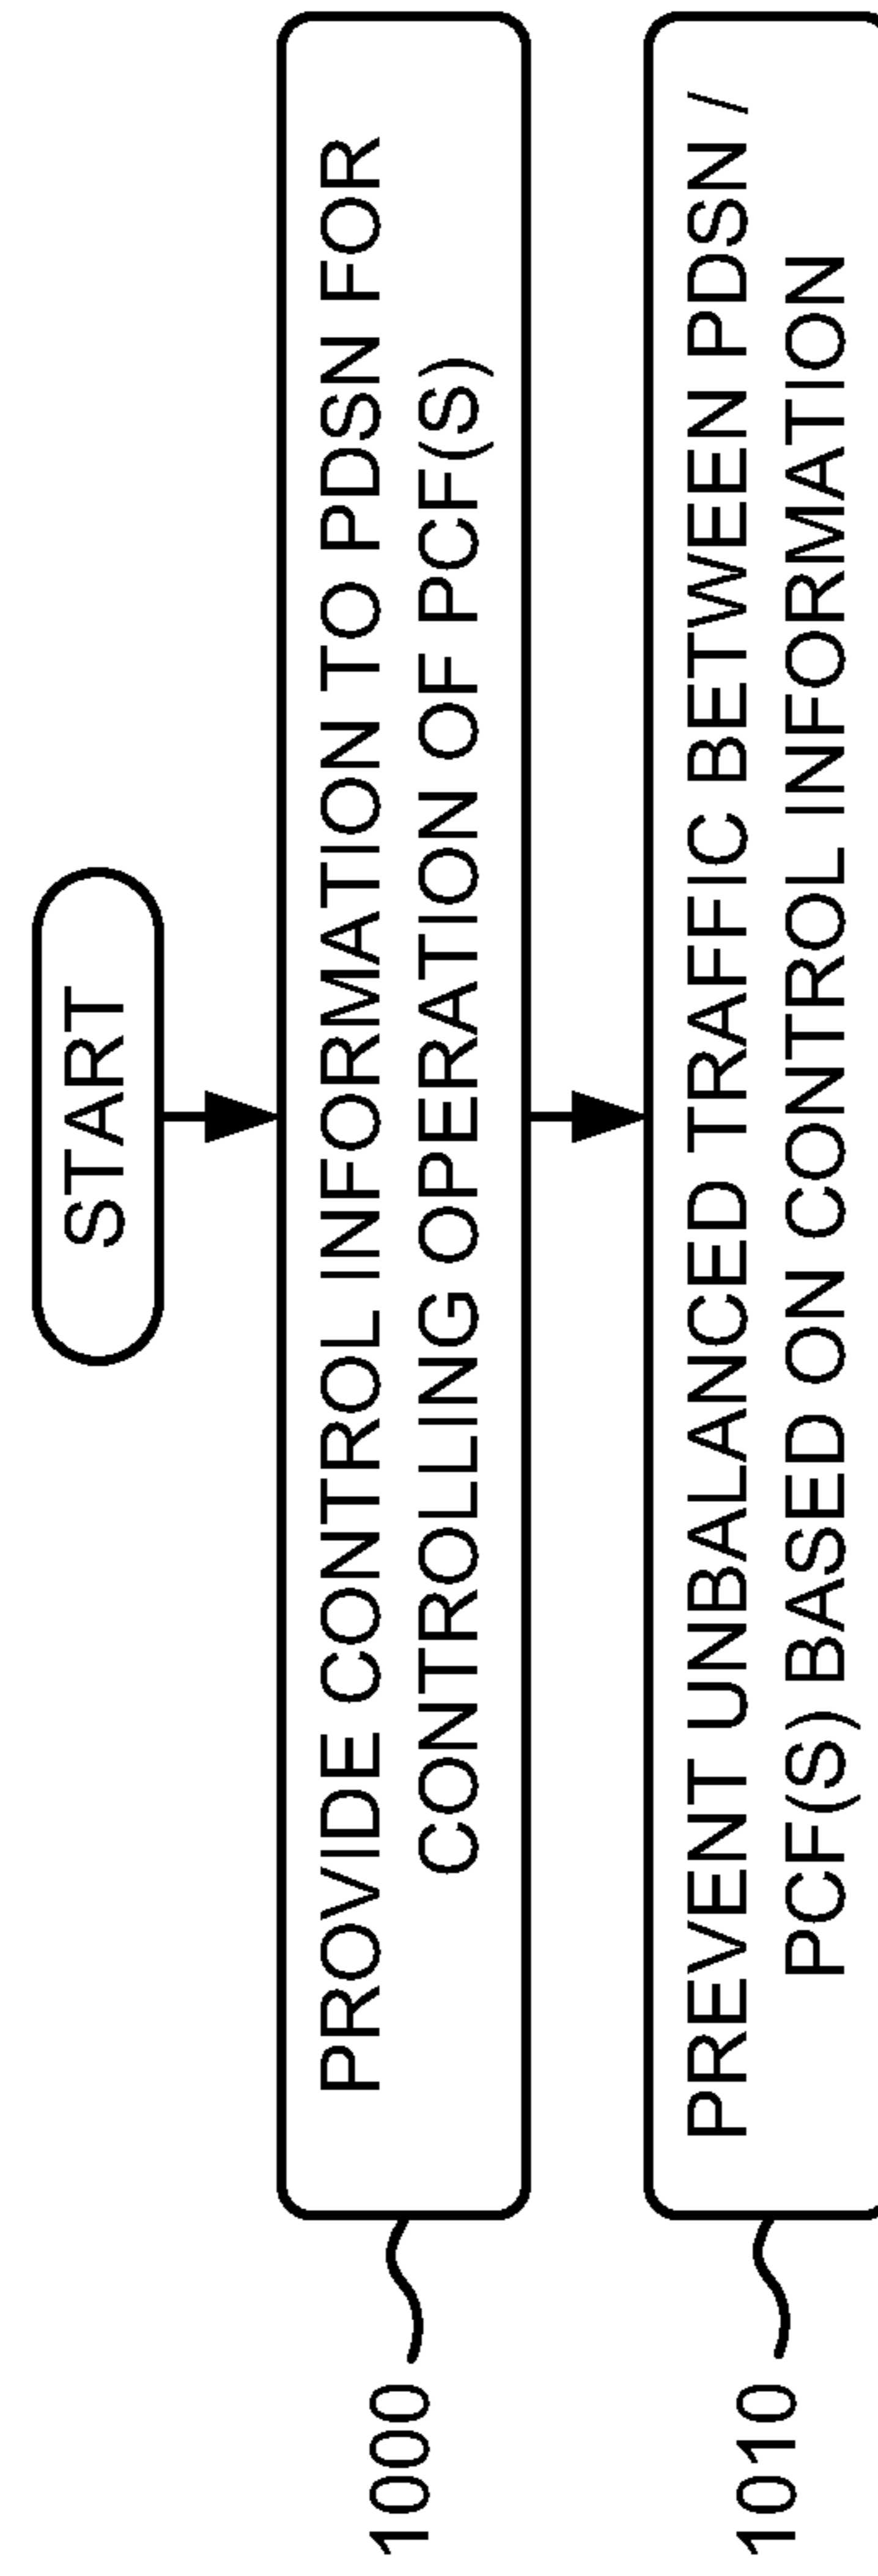 START
1000
PROVIDE CONTROL INFORMATION TO PDSN FOR
CONTROLLING OPERATION OF PCF(S)
1010
PREVENT UNBALANCED TRAFFIC BETWEEN PDSN /
PCF(S) BASED ON CONTROL INFORMATION